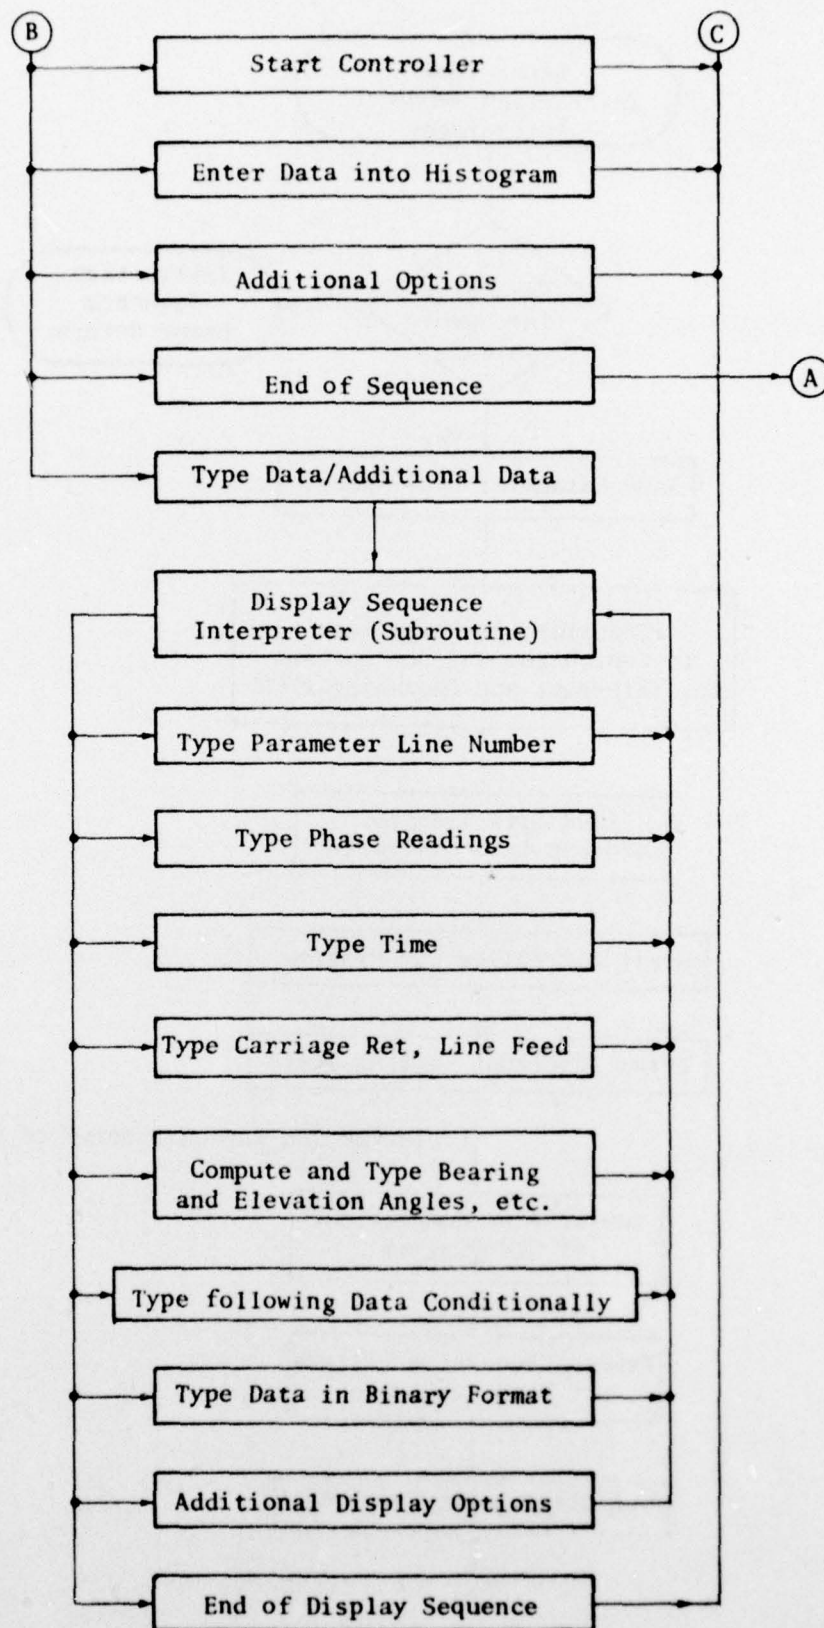 B
C
Start Controller
Enter Data into Histogram
Additional Options
End of Sequence
A
Type Data/Additional Data
Display Sequence
Interpreter (Subroutine)
Type Parameter Line Number
Type Phase Readings
Type Time
Type Carriage Ret, Line Feed
Compute and Type Bearing
and Elevation Angles, etc.
Type following Data Conditionally
Type Data in Binary Format
Additional Display Options
End of Display Sequence